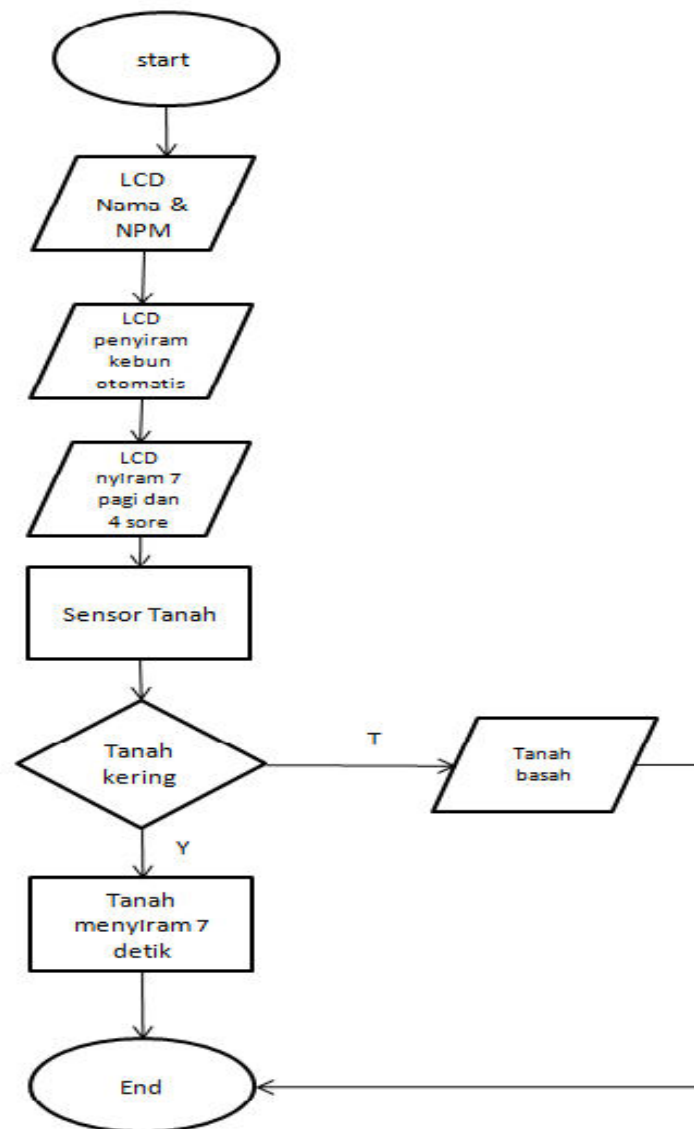 start
LCD
Nama &
NPM
LCD
penyiram
kebun
otomatis
LCD
nyiram 7
pagi dan
4 sore
Sensor Tanah
Tanah
kering
T
Tanah
basah
Y
Tanah
menyiram 7
detik
End